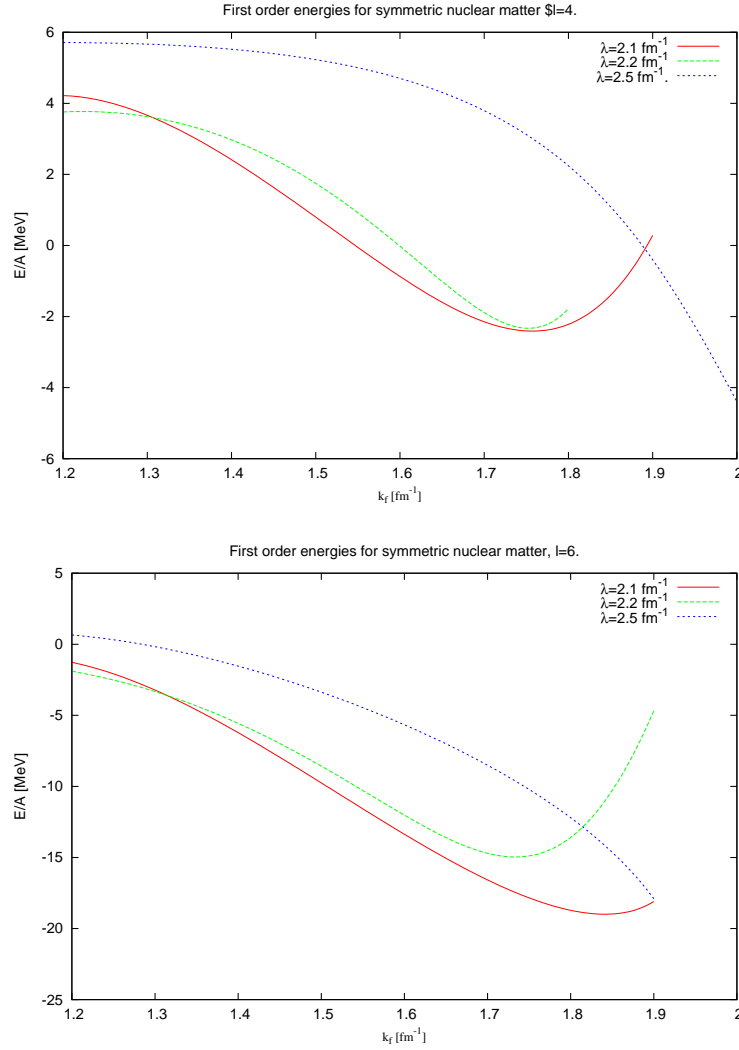 First order energies for symmetric nuclear matter $l=4.
λ=2.1 fm⁻¹
λ=2.2 fm⁻¹
λ=2.5 fm⁻¹.
E/A [MeV]
6
4
2
0
-2
-4
-6
1.2 1.3 1.4 1.5 1.6 1.7 1.8 1.9 2
k_f [fm⁻¹]
First order energies for symmetric nuclear matter, l=6.
λ=2.1 fm⁻¹
λ=2.2 fm⁻¹
λ=2.5 fm⁻¹
E/A [MeV]
5
0
-5
-10
-15
-20
-25
1.2 1.3 1.4 1.5 1.6 1.7 1.8 1.9 2
k_f [fm⁻¹]